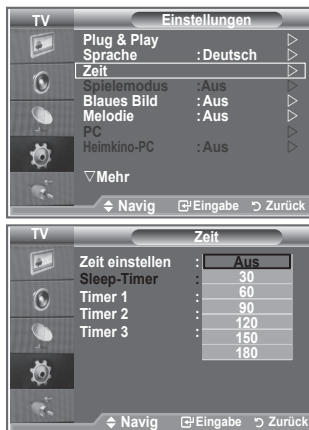 TV Einstellungen
Plug & Play
Sprache : Deutsch
Zeit
Spielemodus : Aus
Blaues Bild : Aus
Melodie : Aus
PC
Heimkino-PC : Aus
▽Mehr
Navig Eingabe Zurück
TV Zeit
Zeit einstellen : Aus
Sleep-Timer : 30
Timer 1 : 60
Timer 2 : 90
Timer 3 : 120
150
180
Navig Eingabe Zurück